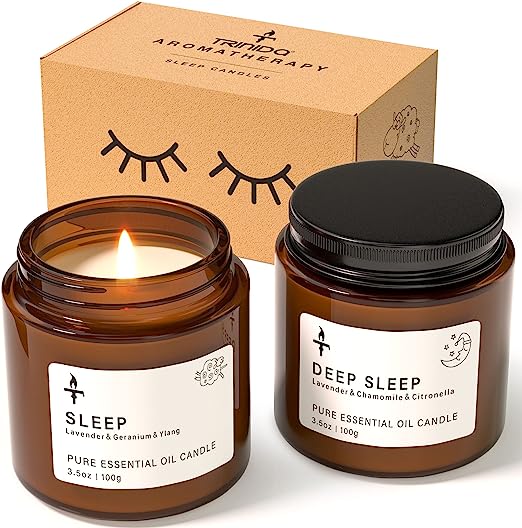 TRINIDa
AROMATHERAPY
SLEEP CANDLES
SLEEP
Lavender & Geranium & Ylang
PURE ESSENTIAL OIL CANDLE
3.5oz | 100g
DEEP SLEEP
Lavender & Chamomile & Citronella
PURE ESSENTIAL OIL CANDLE
3.5oz | 100g